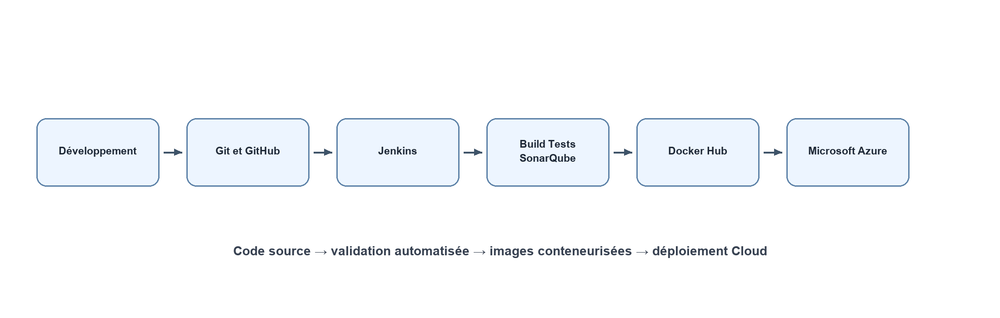 Développement
Git et GitHub
Jenkins
Build Tests
SonarQube
Docker Hub
Microsoft Azure
Code source → validation automatisée → images conteneurisées → déploiement Cloud